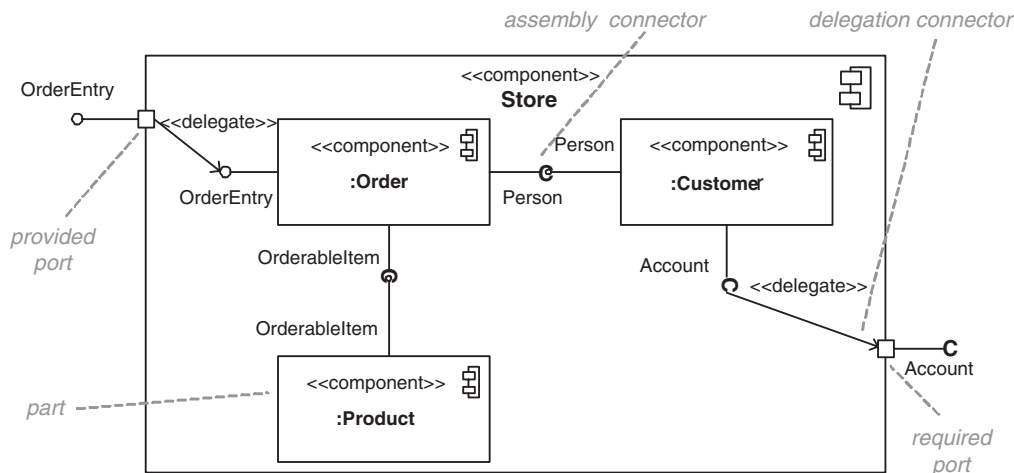 assembly connector
delegation connector
<<component>>
Store
OrderEntry
<<delegate>>
<<component>>
:Order
OrderEntry
Person
Person
<<component>>
:Customer
provided
port
OrderableItem
Account
<<delegate>>
OrderableItem
Account
<<component>>
:Product
part
required
port